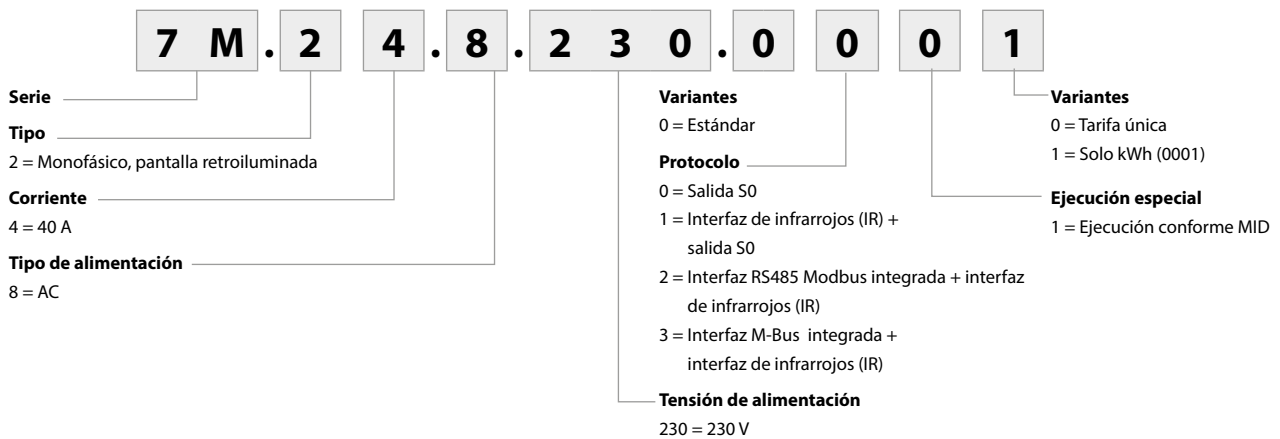 7 M . 2 4 . 8 . 2 3 0 . 0 0 0 1
Serie
Tipo
2 = Monofásico, pantalla retroiluminada
Corriente
4 = 40 A
Tipo de alimentación
8 = AC
Variantes
0 = Estándar
Protocolo
0 = Salida S0
1 = Interfaz de infrarrojos (IR) +
salida S0
2 = Interfaz RS485 Modbus integrada + interfaz
de infrarrojos (IR)
3 = Interfaz M-Bus integrada +
interfaz de infrarrojos (IR)
Tensión de alimentación
230 = 230 V
Variantes
0 = Tarifa única
1 = Solo kWh (0001)
Ejecución especial
1 = Ejecución conforme MID